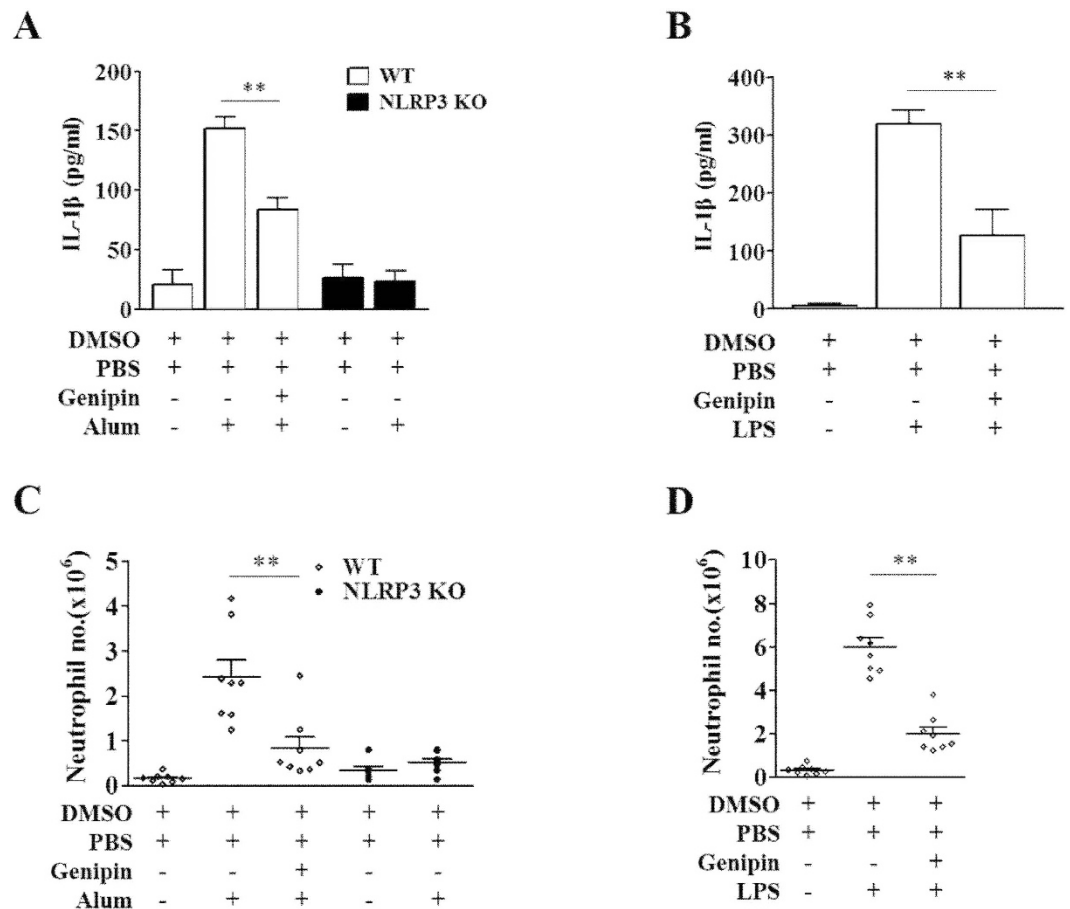 A
IL-1β (pg/ml)
200
150
100
50
0
**
WT
NLRP3 KO
DMSO + + + + +
PBS + + + + +
Genipin - - + - -
Alum - + + - +
B
IL-1β (pg/ml)
400
300
200
100
0
**
DMSO + + +
PBS + + +
Genipin - - +
LPS - + +
C
Neutrophil no.(x10⁶)
5
4
3
2
1
0
**
WT
NLRP3 KO
DMSO + + + + +
PBS + + + + +
Genipin - - + - -
Alum - + + - +
D
Neutrophil no.(x10⁶)
10
8
6
4
2
0
**
DMSO + + +
PBS + + +
Genipin - - +
LPS - + +